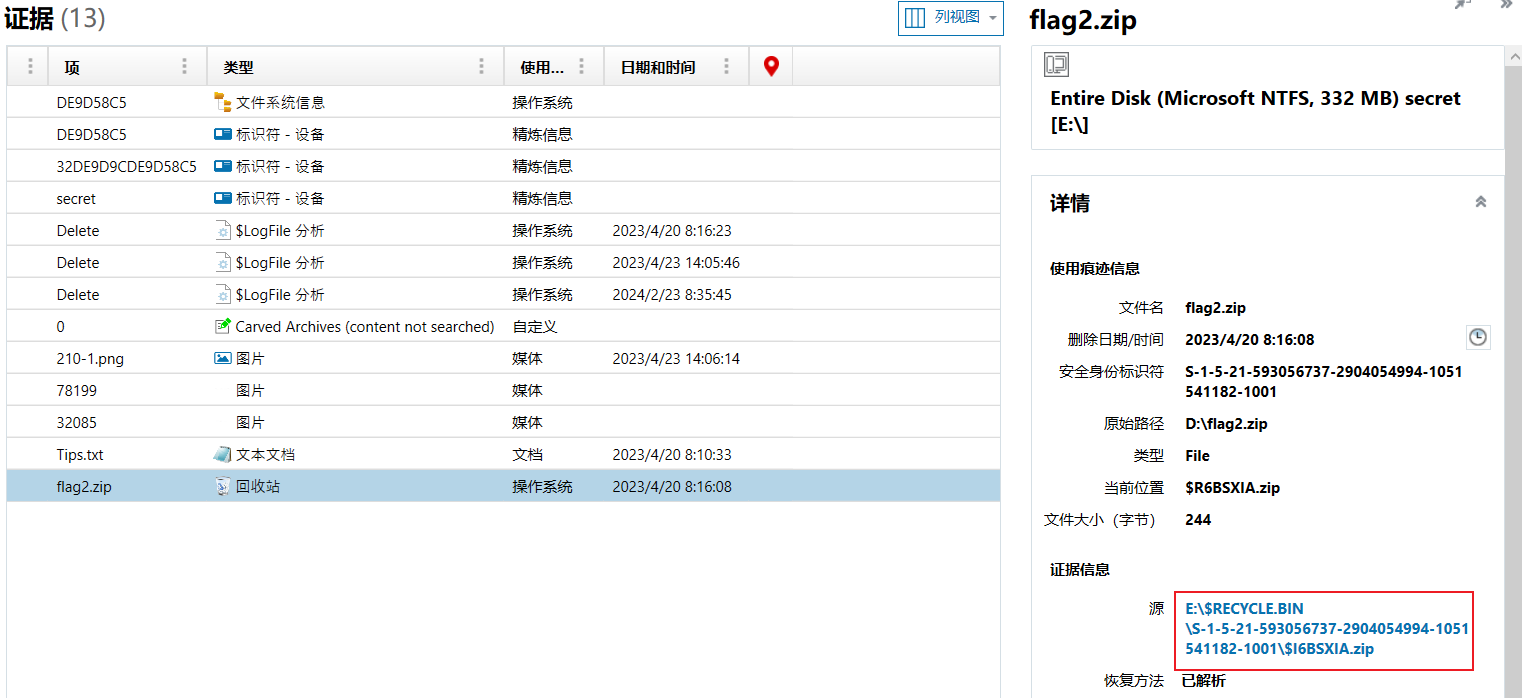 证据 (13)
列视图
项 类型 使用... 日期和时间
DE9D58C5 文件系统信息 操作系统
DE9D58C5 标识符 - 设备 精炼信息
32DE9D9CDE9D58C5 标识符 - 设备 精炼信息
secret 标识符 - 设备 精炼信息
Delete $LogFile 分析 操作系统 2023/4/20 8:16:23
Delete $LogFile 分析 操作系统 2023/4/23 14:05:46
Delete $LogFile 分析 操作系统 2024/2/23 8:35:45
0 Carved Archives (content not searched) 自定义
210-1.png 图片 媒体 2023/4/23 14:06:14
78199 图片 媒体
32085 图片 媒体
Tips.txt 文本文档 文档 2023/4/20 8:10:33
flag2.zip 回收站 操作系统 2023/4/20 8:16:08
flag2.zip
Entire Disk (Microsoft NTFS, 332 MB) secret
[E:\]
详情
使用痕迹信息
文件名 flag2.zip
删除日期/时间 2023/4/20 8:16:08
安全身份标识符 S-1-5-21-593056737-2904054994-1051
541182-1001
原始路径 D:\flag2.zip
类型 File
当前位置 $R6BSXIA.zip
文件大小（字节） 244
证据信息
源 E:\$RECYCLE.BIN
\S-1-5-21-593056737-2904054994-1051
541182-1001\$I6BSXIA.zip
恢复方法 已解析